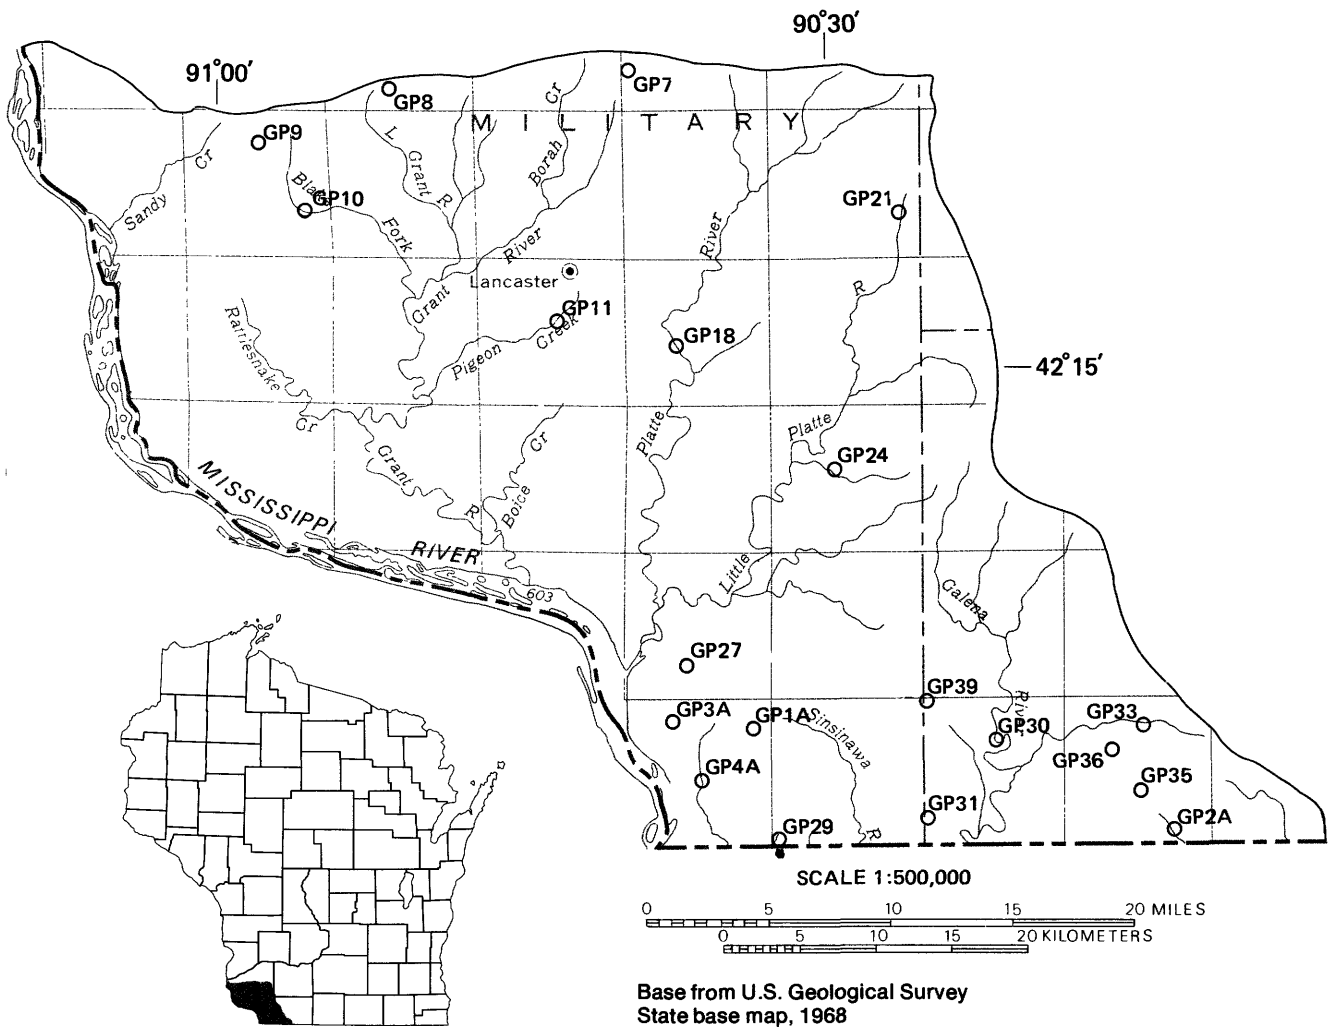 90°30'
91°00'
GP7
GP8
Cr
MILITARY
GP9
L Grant R
Borah
Cr
Sandy
GP10
GP21
Fork
River
River
Lancaster
R
Grant
GP11
Rattlesnake
Creek
GP18
Pigeon
42°15'
Cr
Platte
Platte
Cr
GP24
Grant
R
Boice
MISSISSIPPI
RIVER
Little
603
Galena
GP27
GP39
River
GP3A
GP1A
Sinsinawa
GP30
GP33
GP36
GP4A
GP35
GP31
GP2A
GP29
R
SCALE 1:500,000
0 5 10 15 20 MILES
0 5 10 15 20 KILOMETERS
Base from U.S. Geological Survey
State base map, 1968